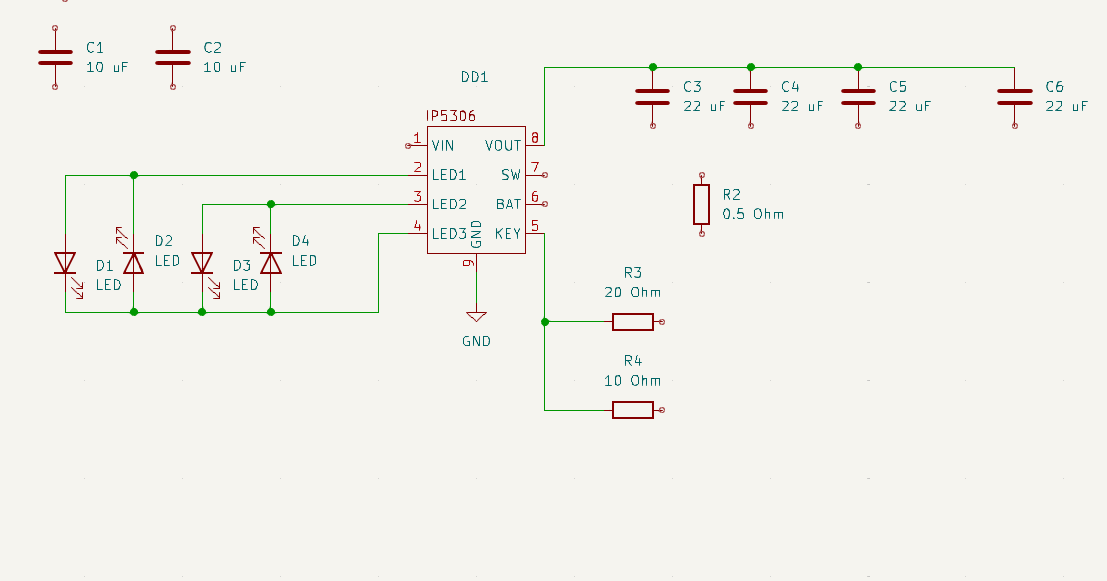 C1
10 uF
C2
10 uF
DD1
IP5306
1 VIN
2 LED1
3 LED2
4 LED3
VOUT 8
SW 7
BAT 6
KEY 5
GND
9
GND
C3
22 uF
C4
22 uF
C5
22 uF
C6
22 uF
R2
0.5 Ohm
D1
LED
D2
LED
D3
LED
D4
LED
R3
20 Ohm
R4
10 Ohm